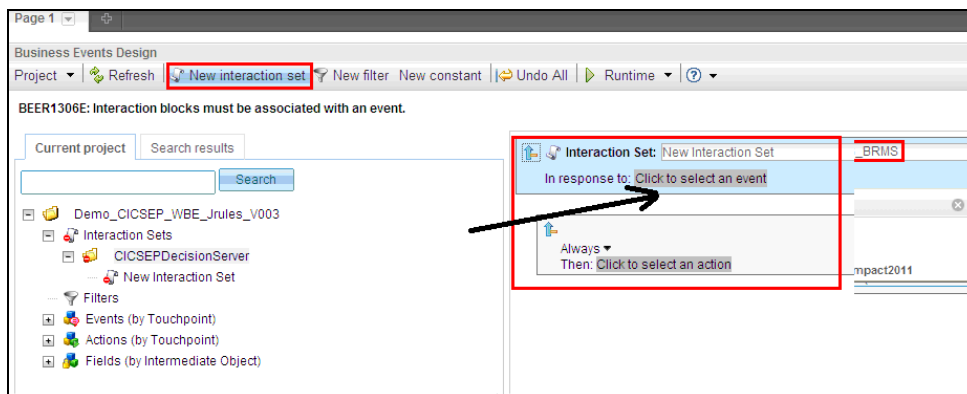 Page 1
Business Events Design
Project Refresh New interaction set New filter New constant Undo All Runtime
BEER1306E: Interaction blocks must be associated with an event.
Current project Search results
Search
Demo_CICSEP_WBE_Jrules_V003
Interaction Sets
CICSEPDecisionServer
New Interaction Set
Filters
Events (by Touchpoint)
Actions (by Touchpoint)
Fields (by Intermediate Object)
Interaction Set: New Interaction Set _BRMS
In response to: Click to select an event
Always
Then: Click to select an action
mpact2011